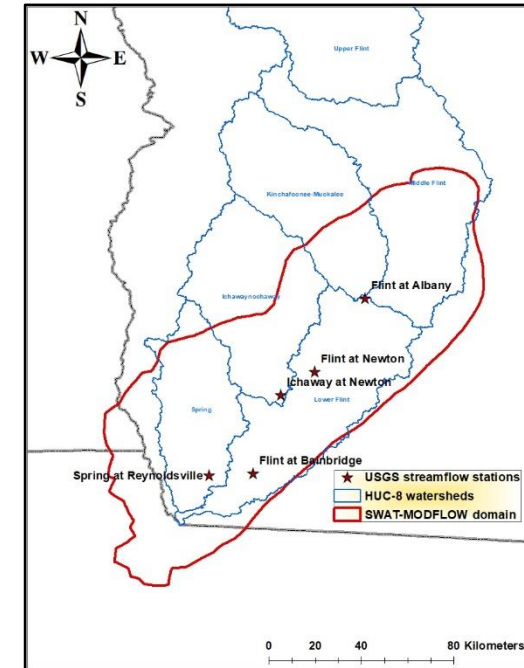 N
W E
S
Upper Flint
Kinchafoonee-Muckalee
Middle Flint
Flint at Albany
Ichawaynochaway
Flint at Newton
Ichaway at Newton
Lower Flint
Spring
Flint at Bainbridge
Spring at Reynoldsville
USGS streamflow stations
HUC-8 watersheds
SWAT-MODFLOW domain
0 20 40 80 Kilometers